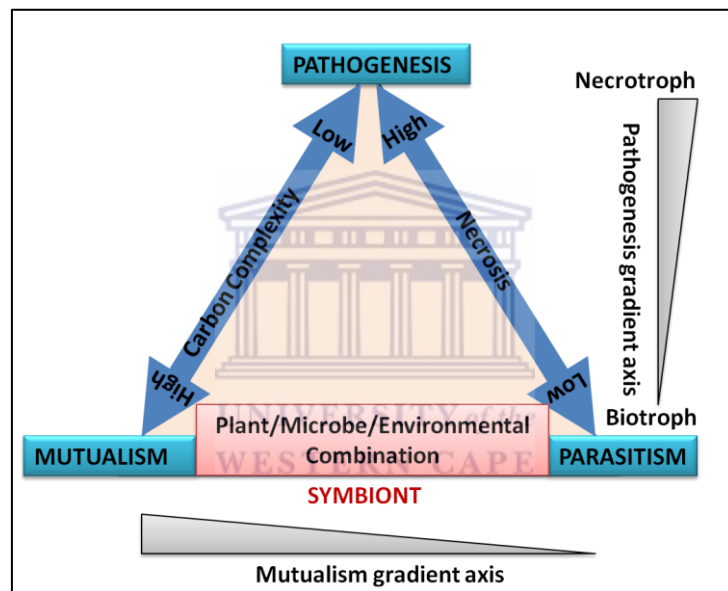 PATHOGENESIS
Necrotroph
Low
High
Carbon Complexity
Necrosis
Pathogenesis gradient axis
High
Low
Biotroph
UNIVERSITY of the
Plant/Microbe/Environmental
Combination
MUTUALISM
PARASITISM
WESTERN CAPE
SYMBIONT
Mutualism gradient axis